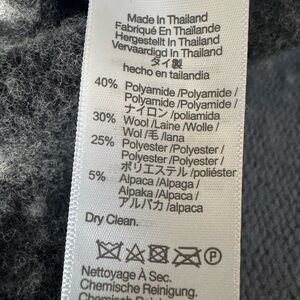 Made In Thailand
Fabriqué En Thaïlande
Hergestellt In Thailand
Vervaardigd In Thailand
タイ製
hecho en tailandia
40% Polyamide /Polyamide /
Polyamide /Polyamide /
ナイロン /poliamida
30% Wool /Laine /Wolle /
Wol /毛 /lana
25% Polyester /Polyester /
Polyester /Polyester /
ポリエステル /poliéster
5% Alpaca /Alpaga /
Alpaka /Alpaca /
アルパカ /alpaca
Dry Clean.
P
Nettoyage À Sec.
Chemische Reinigung.
Chemisch Reinigen.